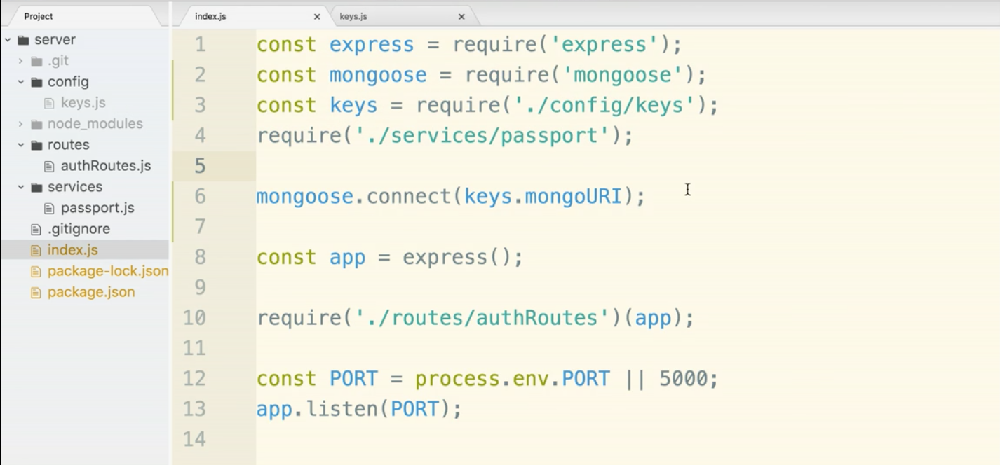 Project
server
.git
config
keys.js
node_modules
routes
authRoutes.js
services
passport.js
.gitignore
index.js
package-lock.json
package.json
index.js
keys.js
1 const express = require('express');
2 const mongoose = require('mongoose');
3 const keys = require('./config/keys');
4 require('./services/passport');
5
6 mongoose.connect(keys.mongoURI);
7
8 const app = express();
9
10 require('./routes/authRoutes')(app);
11
12 const PORT = process.env.PORT || 5000;
13 app.listen(PORT);
14